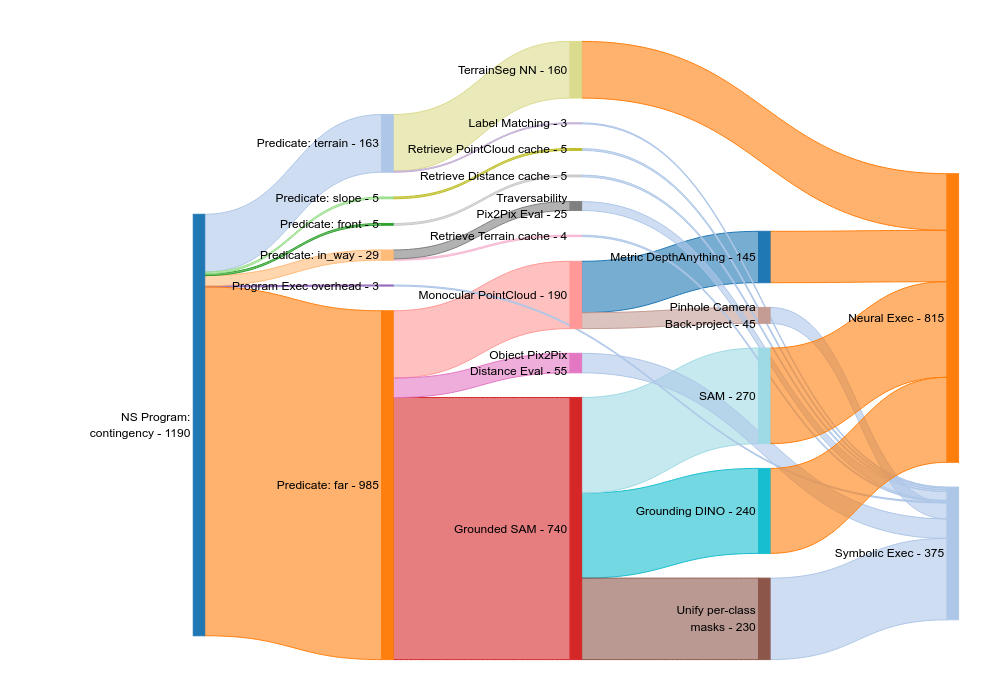 NS Program:
contingency - 1190
Predicate: terrain - 163
Predicate: slope - 5
Predicate: front - 5
Predicate: in_way - 29
Program Exec overhead - 3
Predicate: far - 985
TerrainSeg NN - 160
Label Matching - 3
Retrieve PointCloud cache - 5
Retrieve Distance cache - 5
Traversability
Pix2Pix Eval - 25
Retrieve Terrain cache - 4
Monocular PointCloud - 190
Object Pix2Pix
Distance Eval - 55
Grounded SAM - 740
Metric DepthAnything - 145
Pinhole Camera
Back-project - 45
SAM - 270
Grounding DINO - 240
Unify per-class
masks - 230
Neural Exec - 815
Symbolic Exec - 375